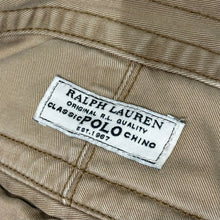 RALPH LAUREN
ORIGINAL R.L. QUALITY
CLASSIC POLO CHINO
EST. 1967